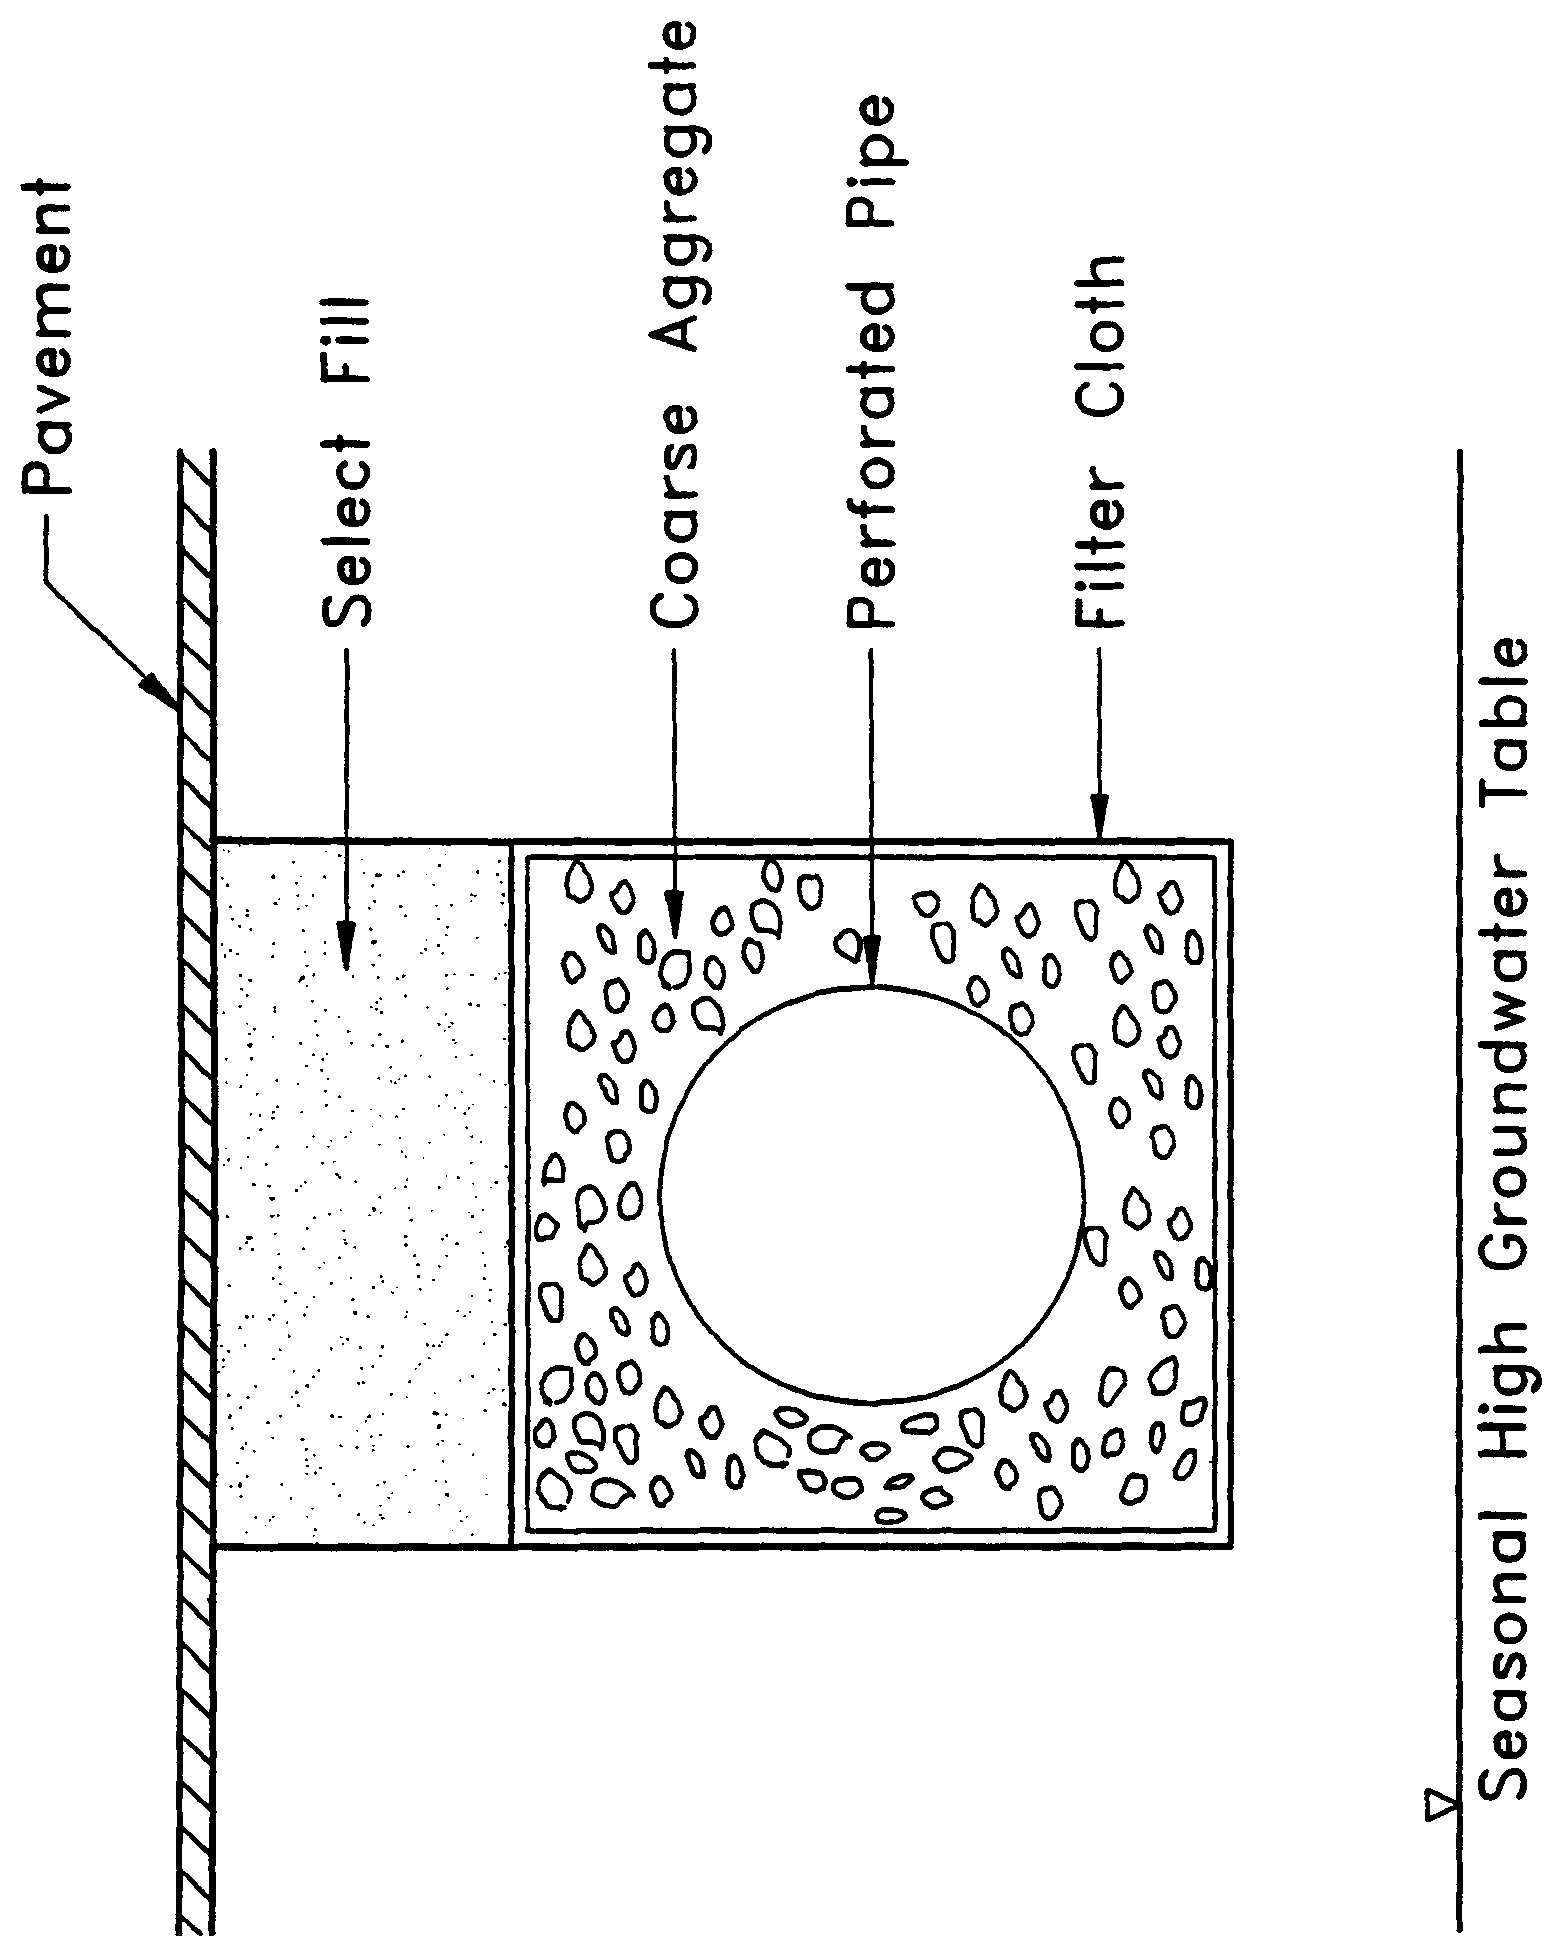 Pavement
Select Fill
Coarse Aggregate
Perforated Pipe
Filter Cloth
Seasonal High Groundwater Table